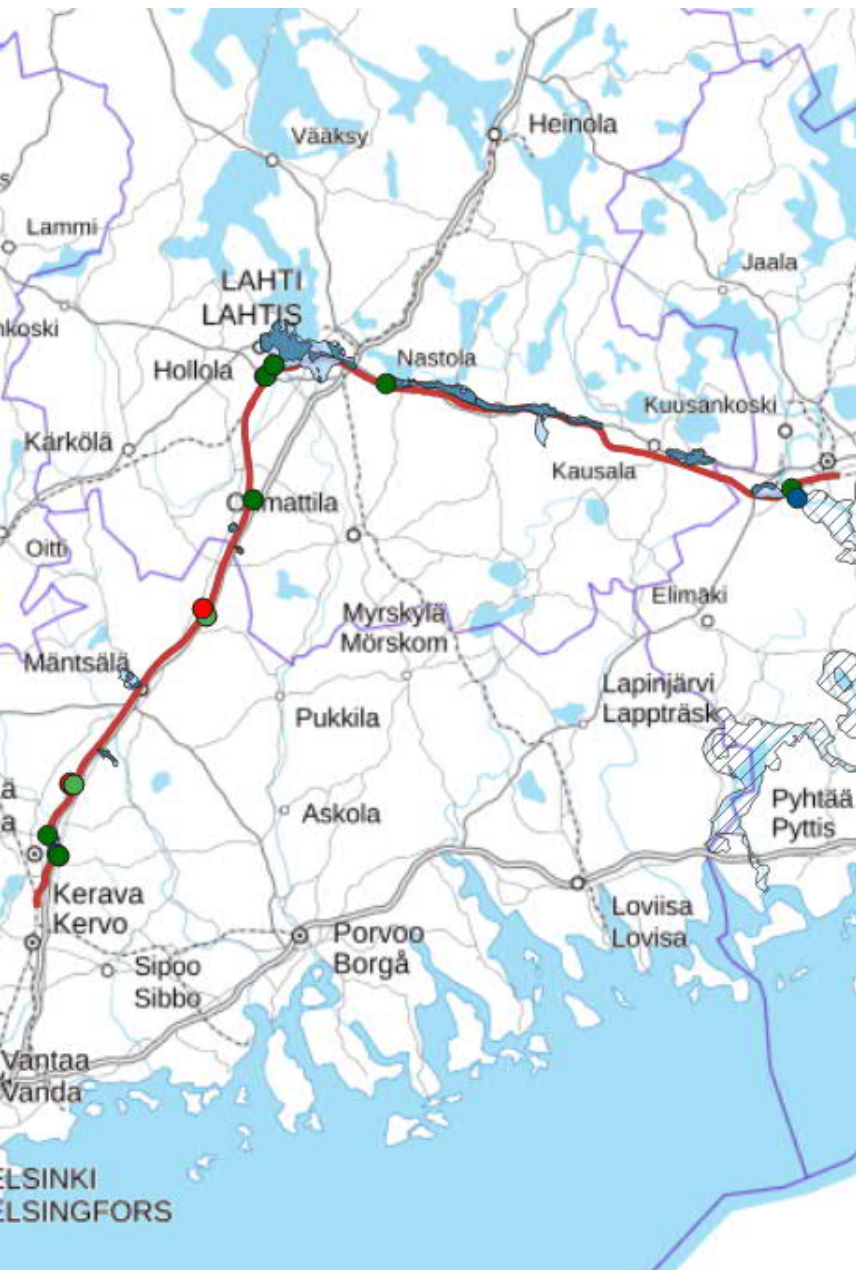 Heinola
Vääksy
Lammi
Jaala
LAHTI
LAHTIS
nkoski
Nastola
Hollola
Kuusankoski
Kärkölä
Kausala
mattila
Oitti
Elimäki
Myrskylä
Mörskom
Mäntsälä
Lapinjärvi
Lappträsk
Pukkila
ä
a
Askola
Pyhtää
Pyttis
Kerava
Kervo
Loviisa
Lovisa
Porvoo
Borgå
Sipoo
Sibbo
Vantaa
Vanda
ELSINKI
ELSINGFORS